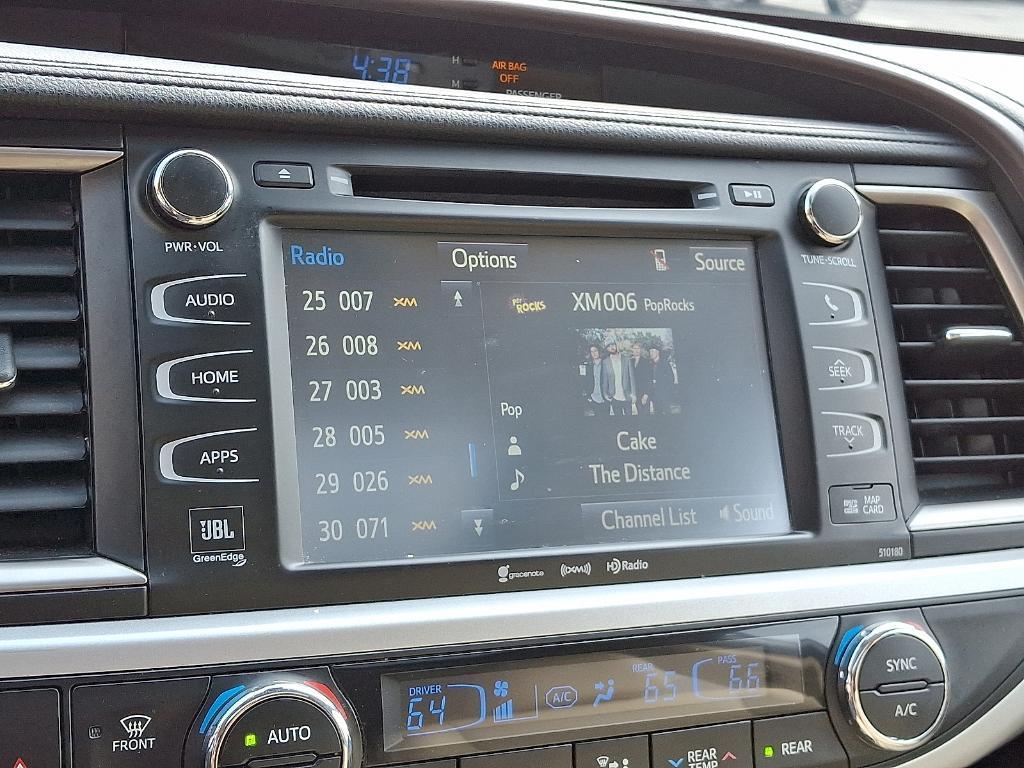 4:38
H
M
AIR BAG
OFF
PASSENGER
PWR·VOL
TUNE·SCROLL
AUDIO
HOME
APPS
JBL
GreenEdge
Radio
Options
Source
25 007 XM
26 008 XM
27 003 XM
28 005 XM
29 026 XM
30 071 XM
POP ROCKS
XM006 PopRocks
Pop
Cake
The Distance
Channel List
Sound
SEEK
TRACK
MAP
CARD
510180
gracenote
((XM))
HD Radio
DRIVER
64
A/C
REAR
65
PASS
66
FRONT
AUTO
REAR
TEMP
REAR
SYNC
A/C